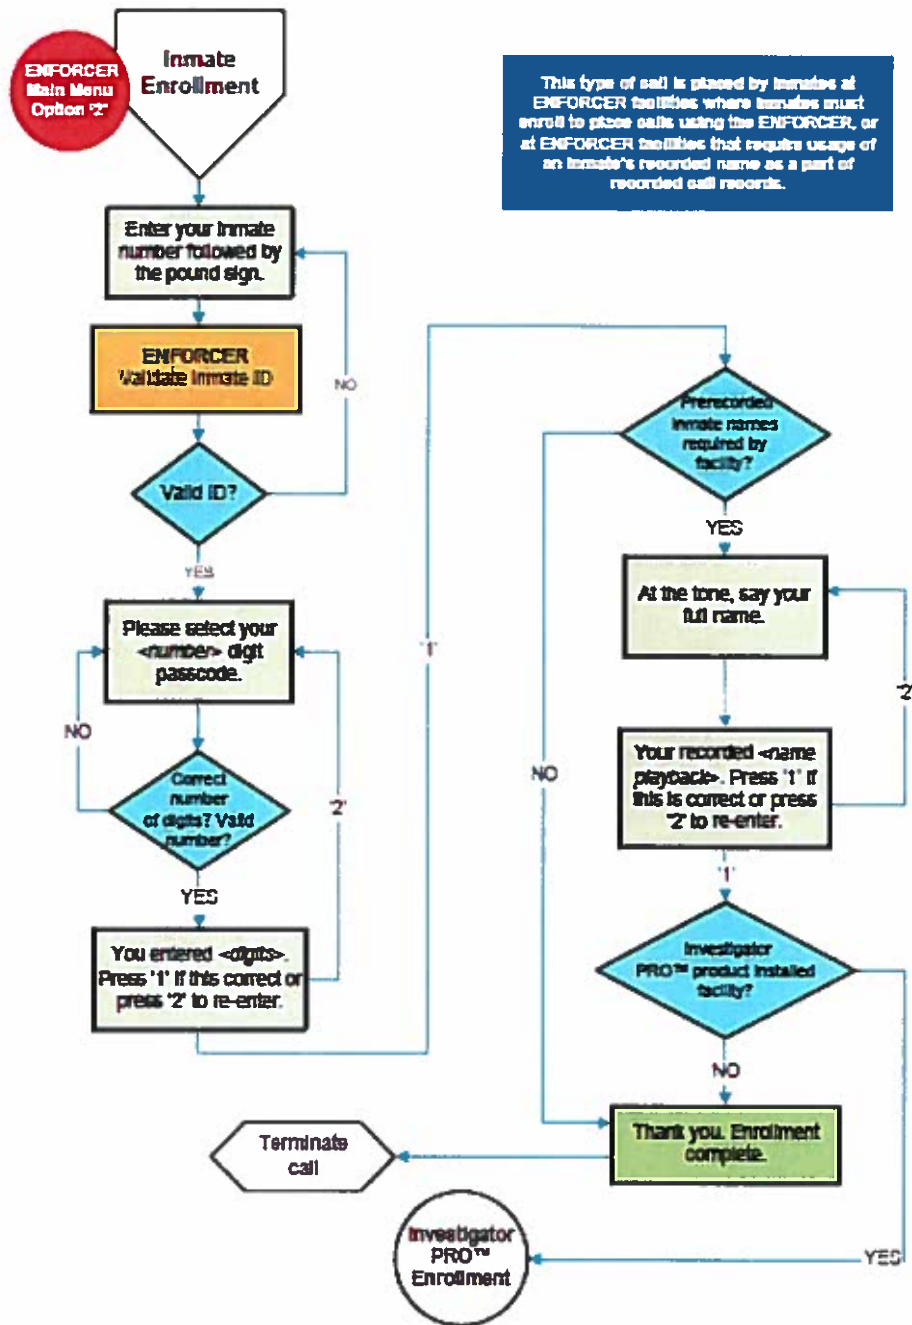 ENFORCER
Main Menu
Option '2'
Inmate
Enrollment
This type of call is placed by inmates at
ENFORCER facilities where inmates must
enroll to place calls using the ENFORCER, or
at ENFORCER facilities that require usage of
an inmate's recorded name as a part of
recorded call records.
Enter your inmate
number followed by
the pound sign.
ENFORCER
Validate Inmate ID
NO
Valid ID?
YES
Please select your
<number> digit
passcode.
NO
Correct
number
of digits? Valid
number?
'2'
YES
You entered <digits>.
Press '1' if this correct or
press '2' to re-enter.
'1'
Prerecorded
inmate names
required by
facility?
YES
At the tone, say your
full name.
'2'
NO
Your recorded <name
playback>. Press '1' if
this is correct or press
'2' to re-enter.
'1'
Investigator
PRO™ product installed
facility?
NO
Thank you. Enrollment
complete.
Terminate
call
Investigator
PRO™
Enrollment
YES